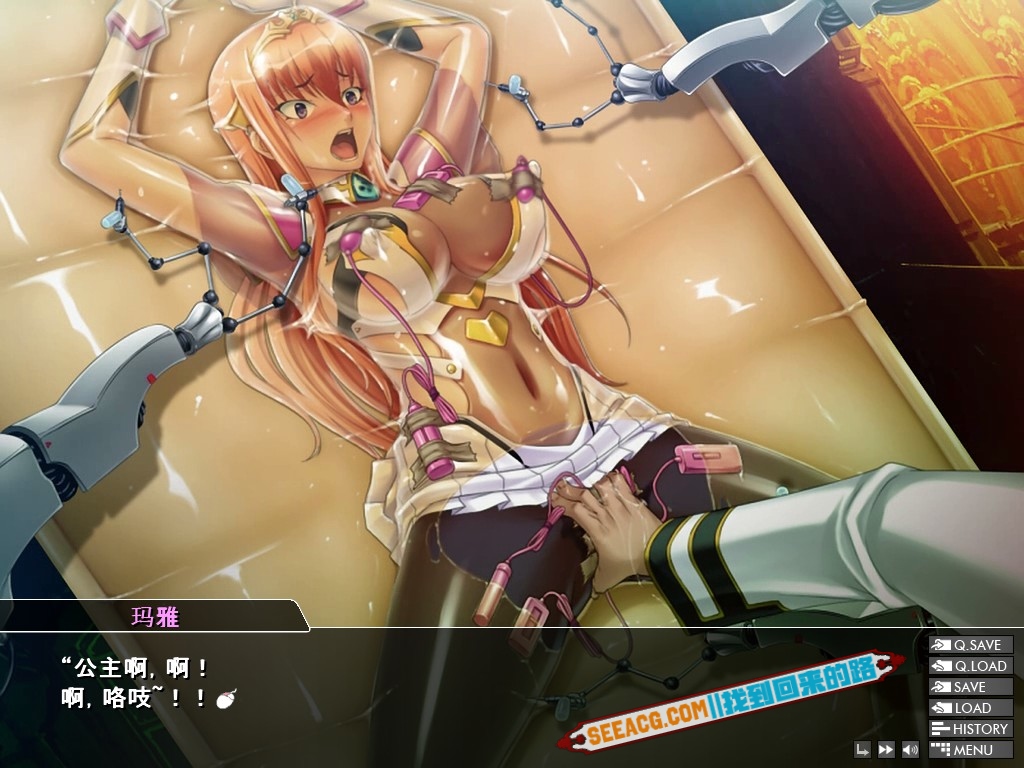 玛雅
“公主啊，啊！
啊，咯吱~！！
SEEACG.COM||找到回来的路
Q.SAVE
Q.LOAD
SAVE
LOAD
HISTORY
MENU